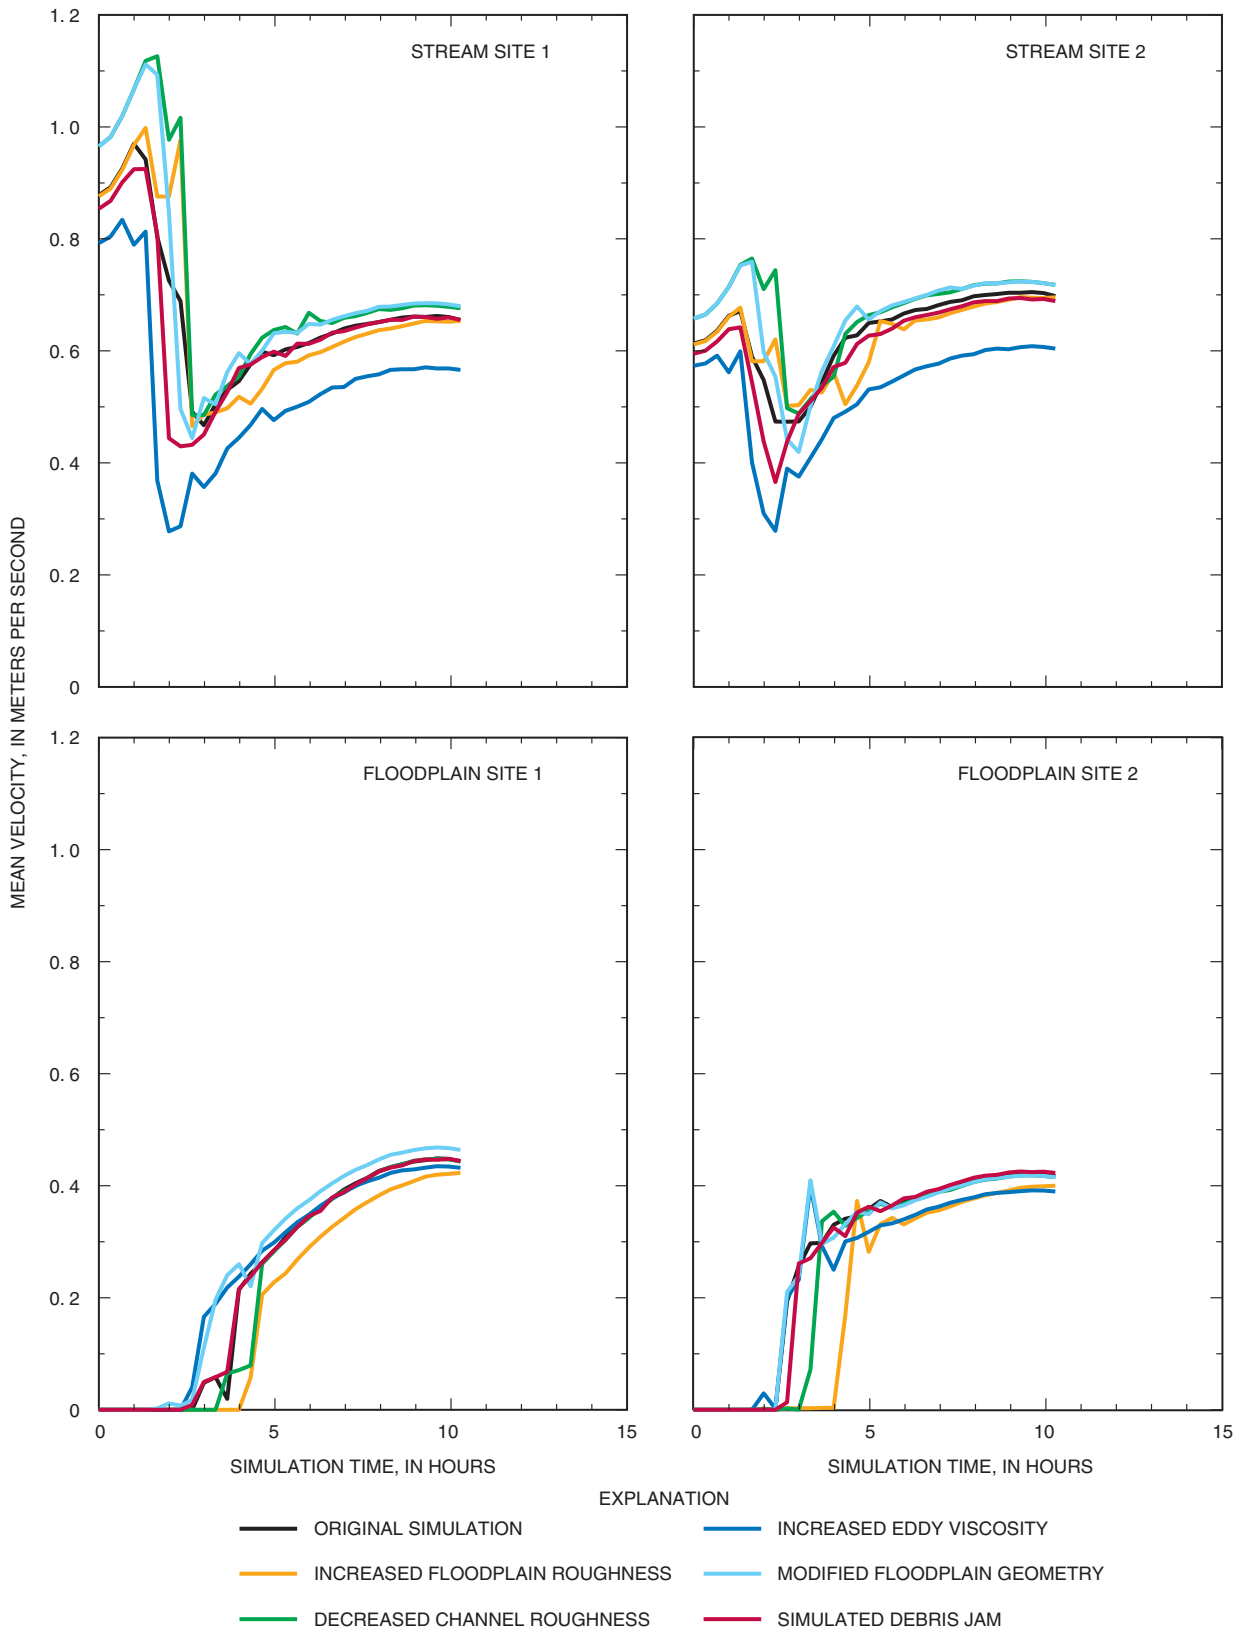 STREAM SITE 1
STREAM SITE 2
1.2
1.0
0.8
0.6
0.4
0.2
0
MEAN VELOCITY, IN METERS PER SECOND
FLOODPLAIN SITE 1
FLOODPLAIN SITE 2
1.2
1.0
0.8
0.6
0.4
0.2
0
0 5 10 15
0 5 10 15
SIMULATION TIME, IN HOURS
SIMULATION TIME, IN HOURS
EXPLANATION
ORIGINAL SIMULATION
INCREASED FLOODPLAIN ROUGHNESS
DECREASED CHANNEL ROUGHNESS
INCREASED EDDY VISCOSITY
MODIFIED FLOODPLAIN GEOMETRY
SIMULATED DEBRIS JAM